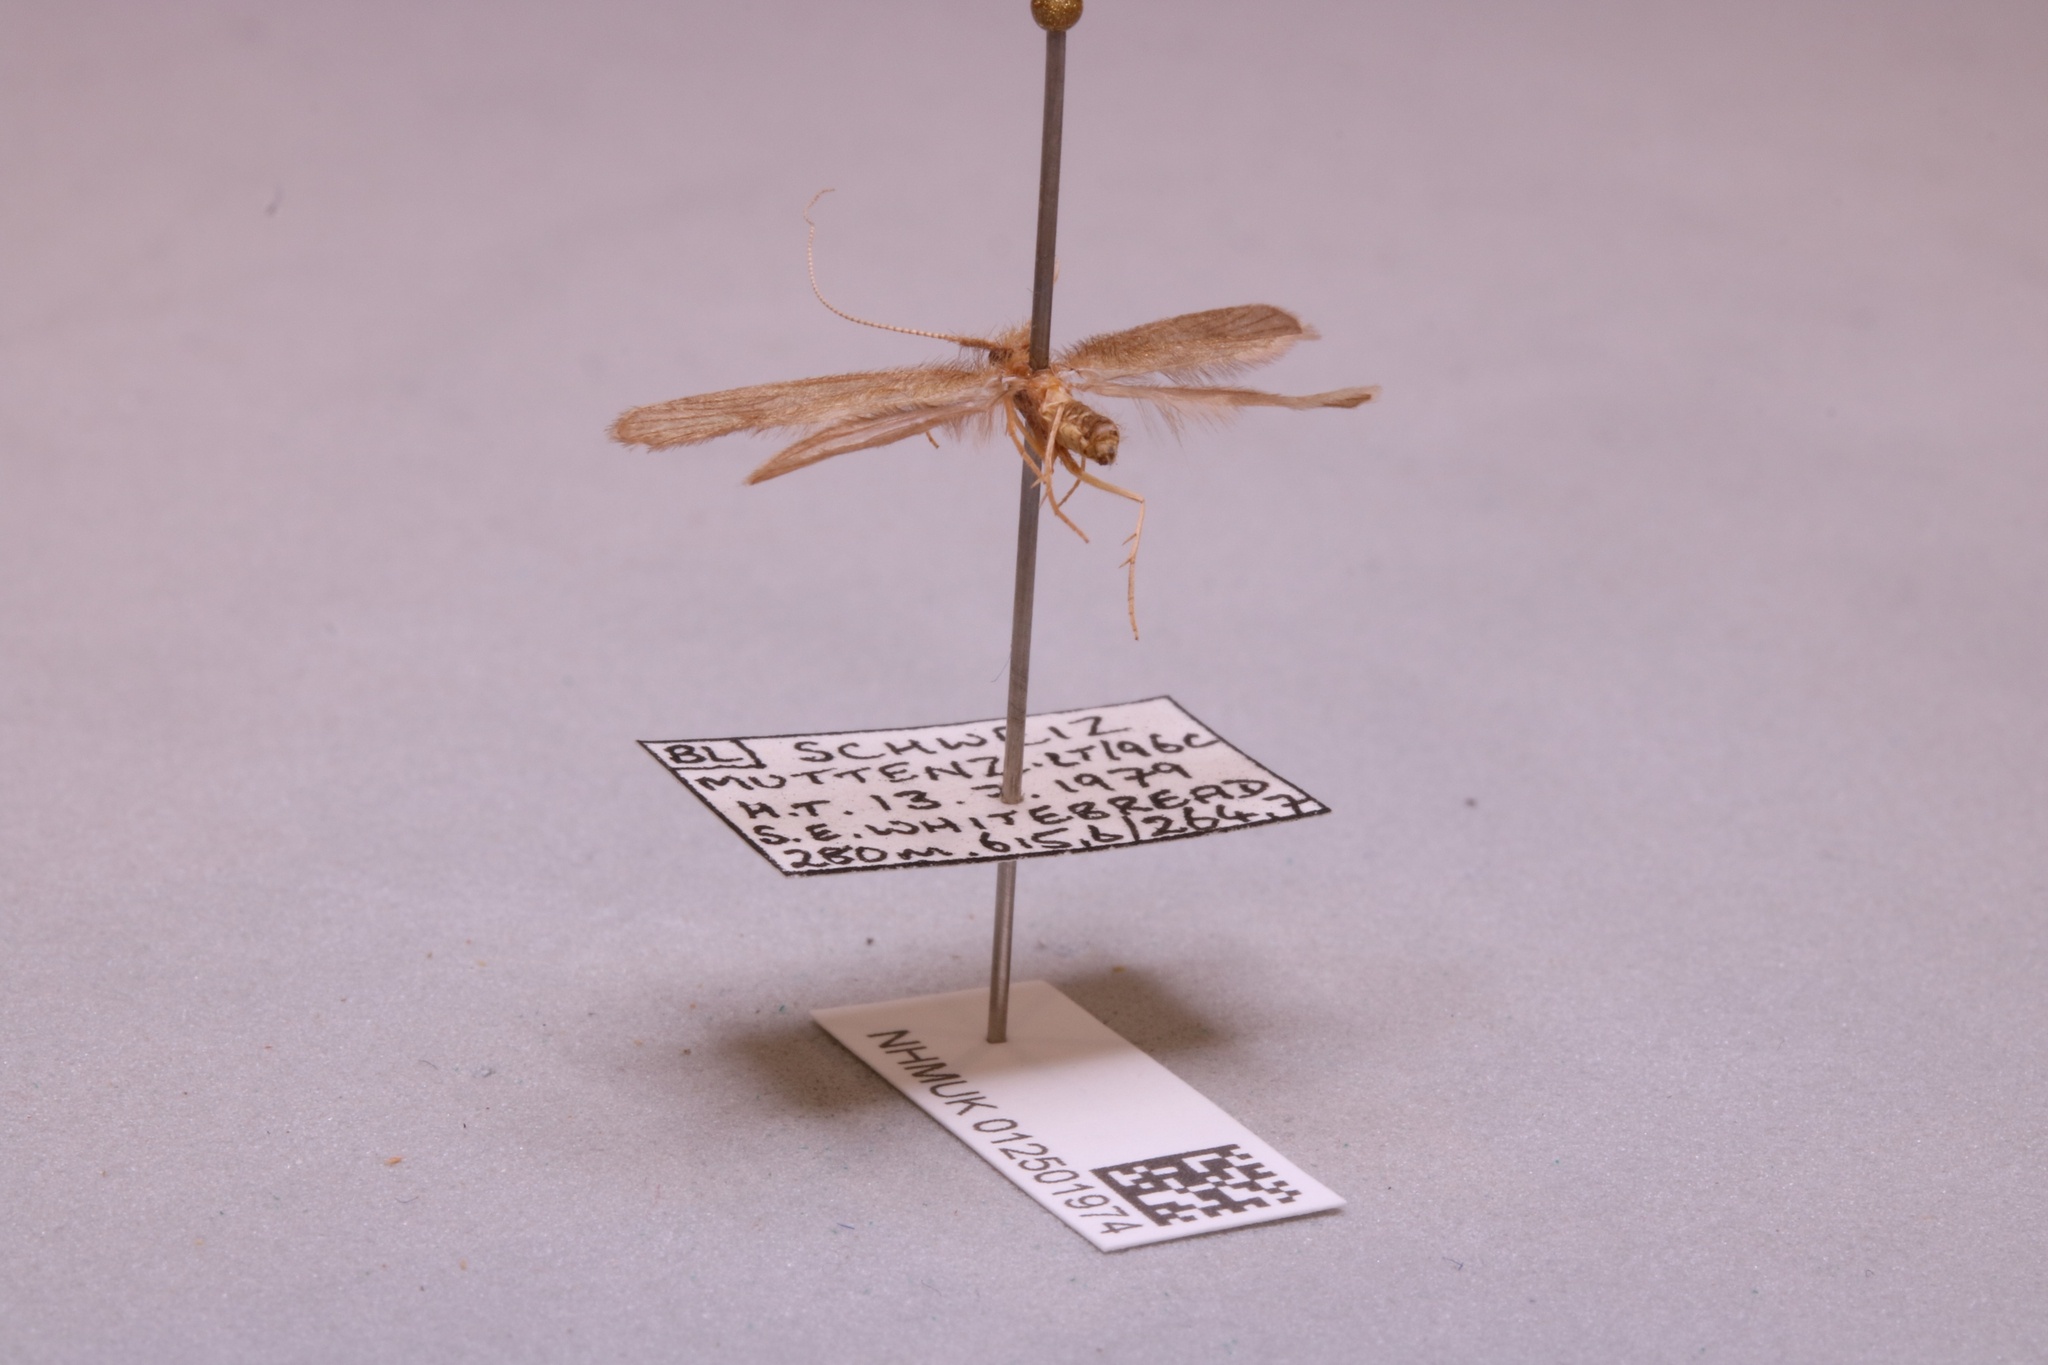 BL SCHWEIZ
MUTTENZ. LT/96C
H.T. 13.7.1979
S.E. WHITEBREAD
280m. 615,6/264,7
NHMUK 012501974